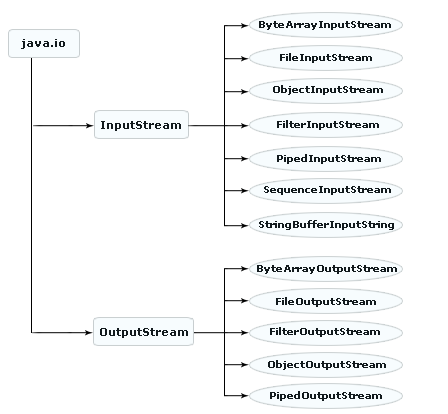 java.io
InputStream
ByteArrayInputStream
FileInputStream
ObjectInputStream
FilterInputStream
PipedInputStream
SequenceInputStream
StringBufferInputString
OutputStream
ByteArrayOutputStream
FileOutputStream
FilterOutputStream
ObjectOutputStream
PipedOutputStream